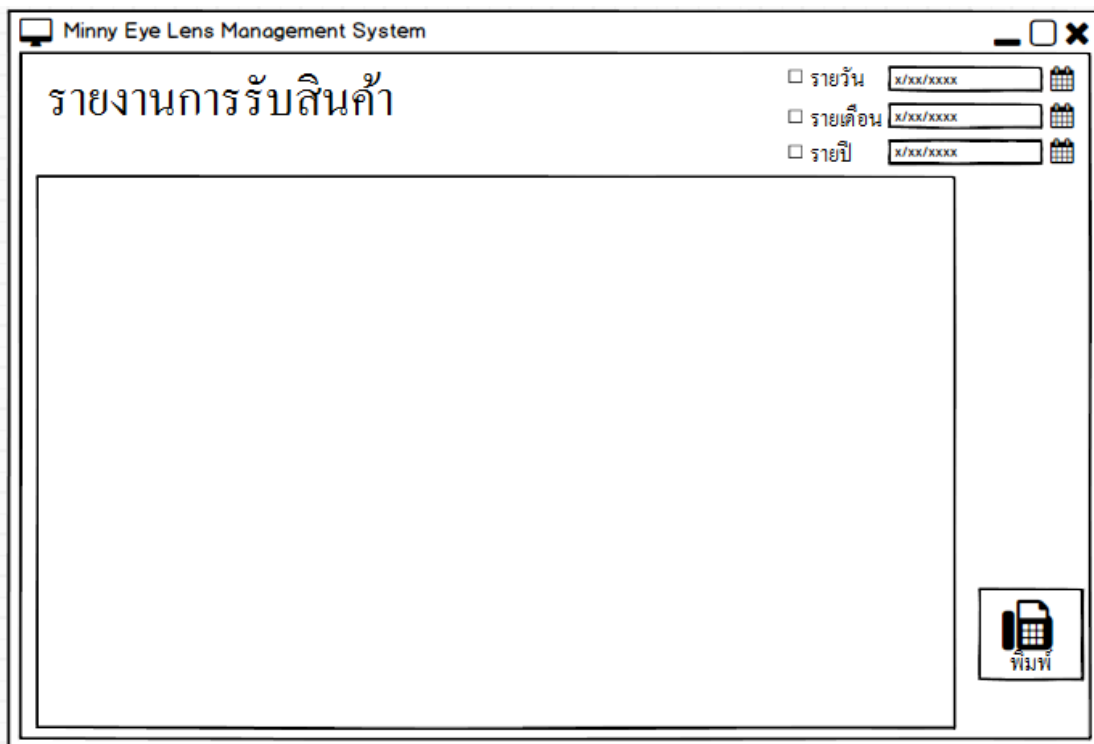 Minny Eye Lens Management System
รายงานการรับสินค้า
รายวัน x/xx/xxxx
รายเดือน x/xx/xxxx
รายปี x/xx/xxxx
พิมพ์